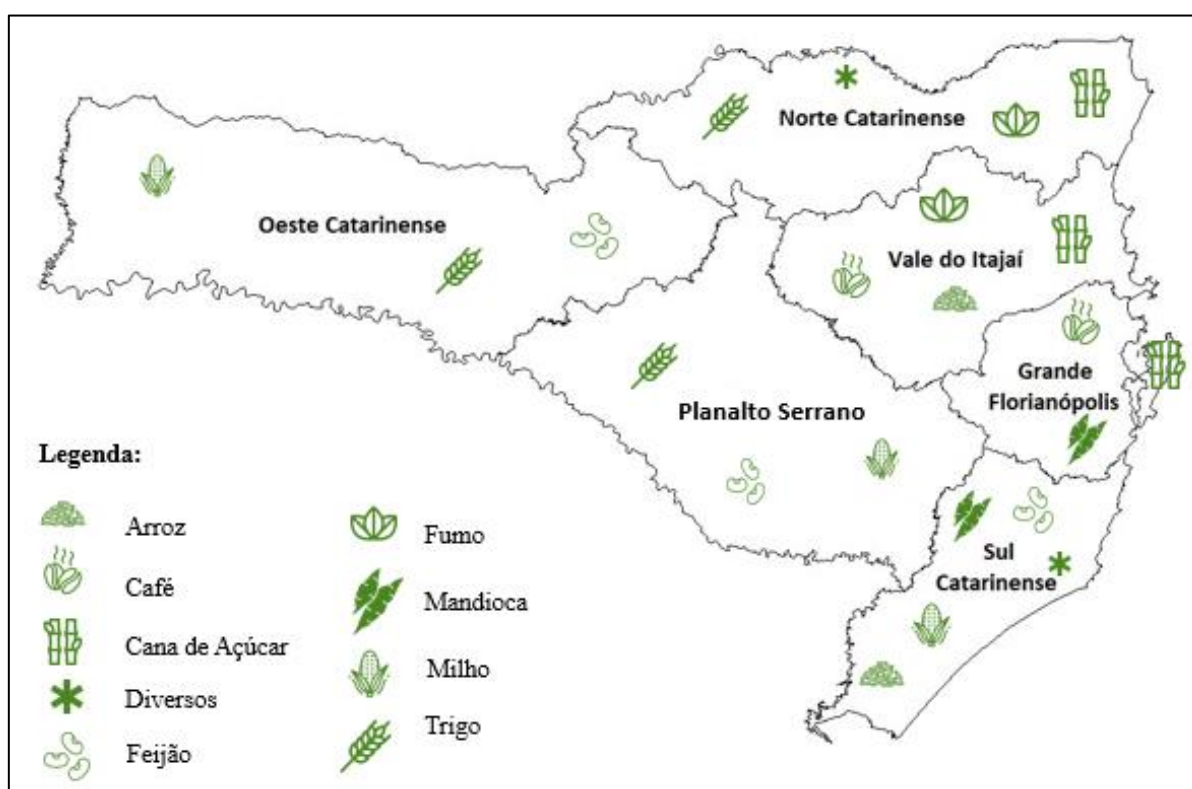 Norte Catarinense
Oeste Catarinense
Vale do Itajaí
Grande
Florianópolis
Planalto Serrano
Sul
Catarinense
Legenda:
Arroz
Café
Cana de Açúcar
Diversos
Feijão
Fumo
Mandioca
Milho
Trigo